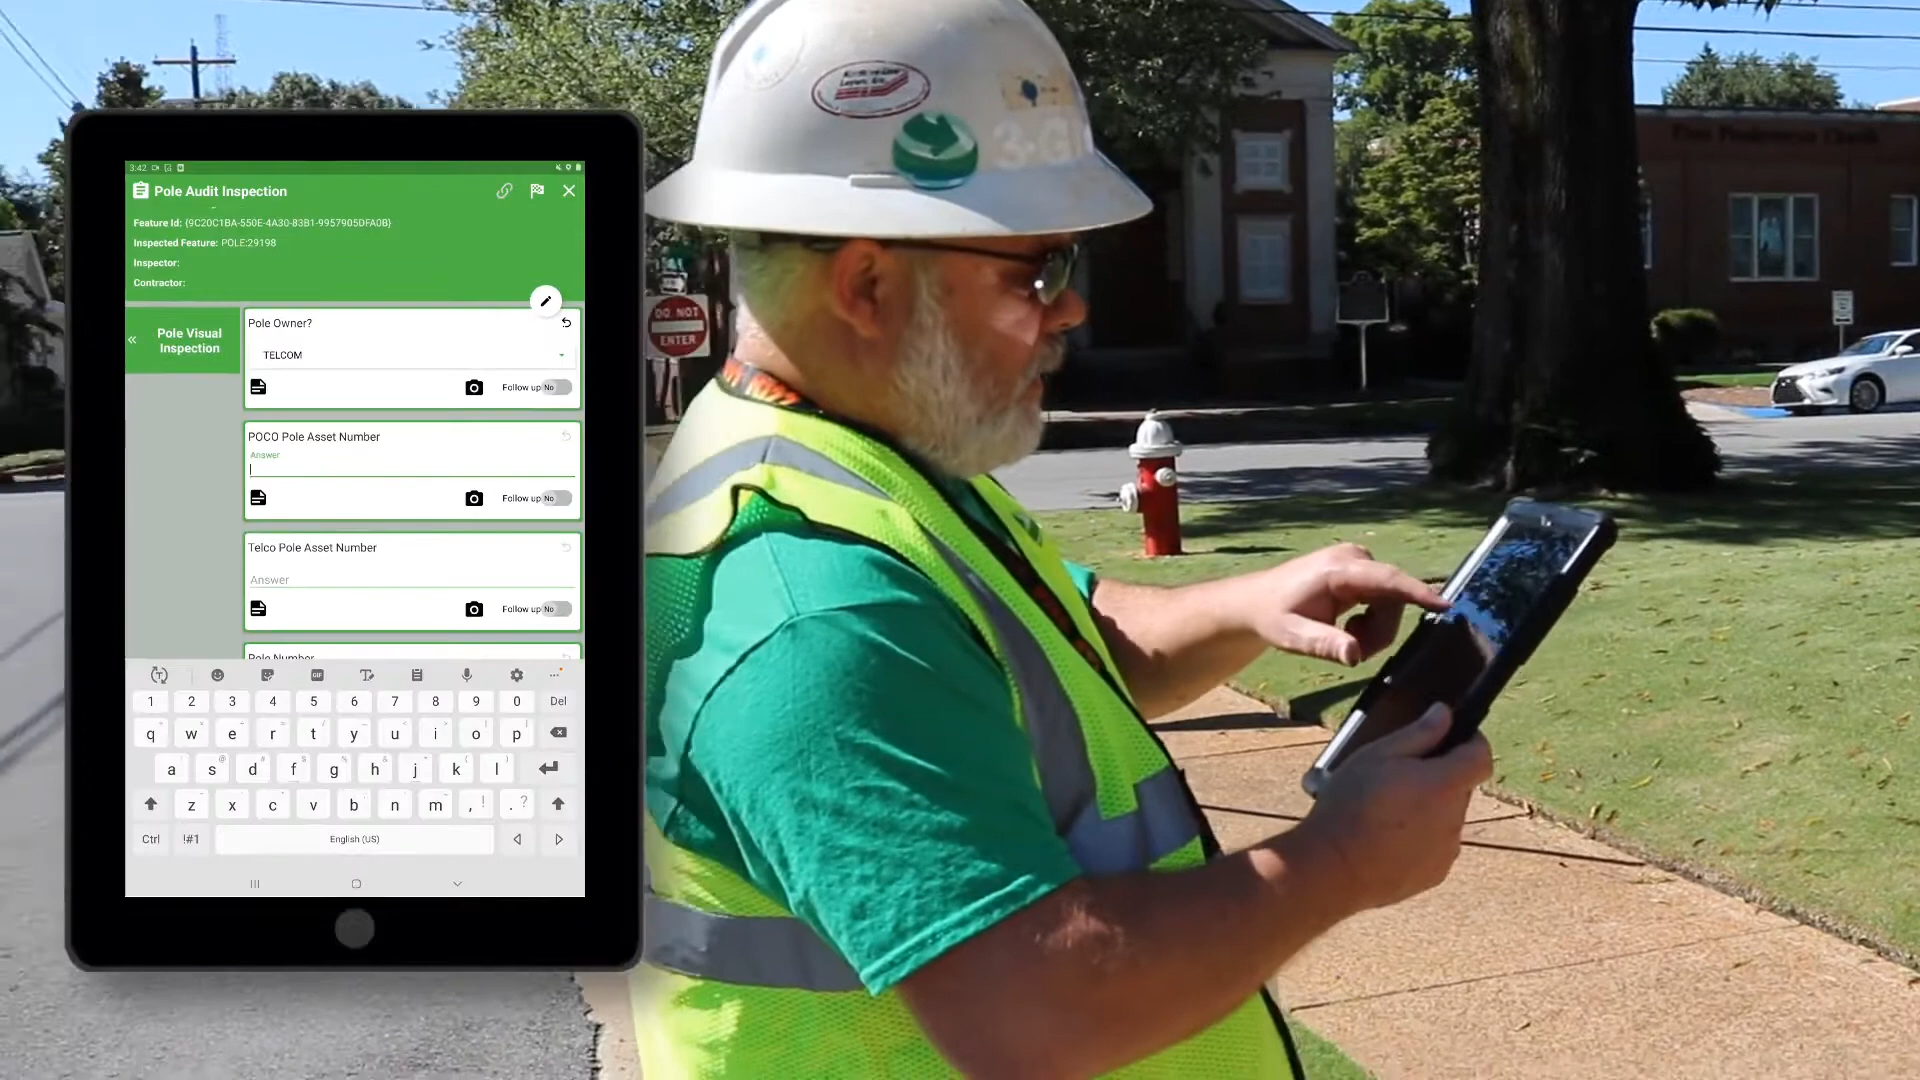 3:42
Pole Audit Inspection
Feature Id: {9C20C1BA-550E-4A30-83B1-9957905DFA0B}
Inspected Feature: POLE:29198
Inspector:
Contractor:
Pole Visual
Inspection
Pole Owner?
TELCOM
Follow up No
POCO Pole Asset Number
Answer
Follow up No
Telco Pole Asset Number
Answer
Follow up No
Pole Number
GIF
1 2 3 4 5 6 7 8 9 0 Del
q w e r t y u i o p
a s d f g h j k l
z x c v b n m , ! . ?
Ctrl !#1 English (US)
3-G
DO NOT
ENTER